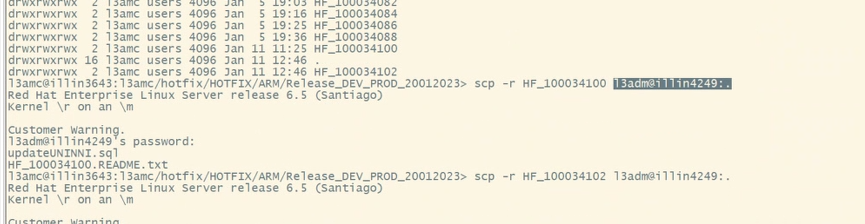 drwxrwxrwx  2 l3amc users 4096 Jan  5 19:03 HF_100034082
drwxrwxrwx  2 l3amc users 4096 Jan  5 19:16 HF_100034084
drwxrwxrwx  2 l3amc users 4096 Jan  5 19:25 HF_100034086
drwxrwxrwx  2 l3amc users 4096 Jan  5 19:36 HF_100034088
drwxrwxrwx  2 l3amc users 4096 Jan 11 11:25 HF_100034100
drwxrwxrwx 16 l3amc users 4096 Jan 11 12:46 .
drwxrwxrwx  2 l3amc users 4096 Jan 11 12:46 HF_100034102
l3amc@illin3643:l3amc/hotfix/HOTFIX/ARM/Release_DEV_PROD_20012023> scp -r HF_100034100 l3adm@illin4249:.
Red Hat Enterprise Linux Server release 6.5 (Santiago)
Kernel \r on an \m
Customer Warning.
l3adm@illin4249's password:
updateUNINNI.sql
HF_100034100.README.txt
l3amc@illin3643:l3amc/hotfix/HOTFIX/ARM/Release_DEV_PROD_20012023> scp -r HF_100034102 l3adm@illin4249:.
Red Hat Enterprise Linux Server release 6.5 (Santiago)
Kernel \r on an \m
Customer Warning.